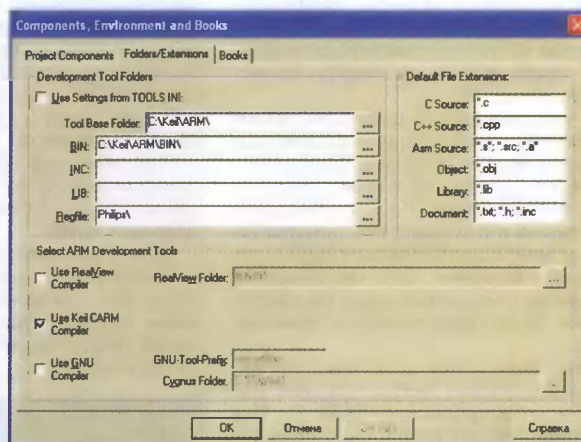 Components, Environment and Books
Project Components Folders/Extensions Books
Development Tool Folders
Use Settings from TOOLS INI:
Tool Base Folder: C:\Keil\ARM\ ...
BIN: C:\Keil\ARM\BIN\ ...
INC: ...
LIB: ...
Regfile: Philips\ ...
Default File Extensions:
C Source: *.c
C++ Source: *.cpp
Asm Source: *.s*; *.src; *.a*
Object: *.obj
Library: *.lib
Document: *.txt; *.h; *.inc
Select ARM Development Tools
Use RealView Compiler RealView Folder: ...
Use Keil CARM Compiler
Use GNU Compiler GNU-Tool-Prefix:
Cygnus Folder: ...
OK Отмена Справка